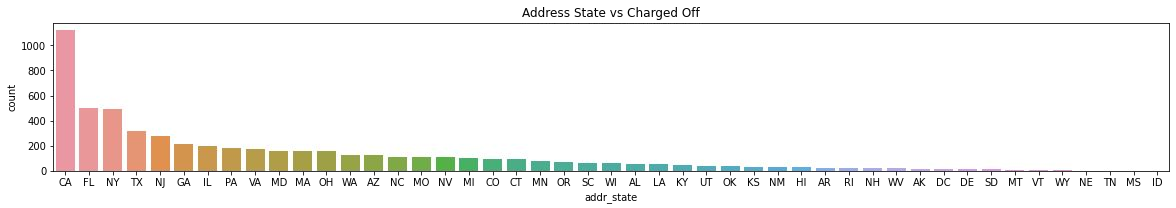 Address State vs Charged Off
1000
800
600
400
200
0
count
CA FL NY TX NJ GA IL PA VA MD MA OH WA AZ NC MO NV MI CO CT MN OR SC WI AL LA KY UT OK KS NM HI AR RI NH WV AK DC DE SD MT VT WY NE TN MS ID
addr_state